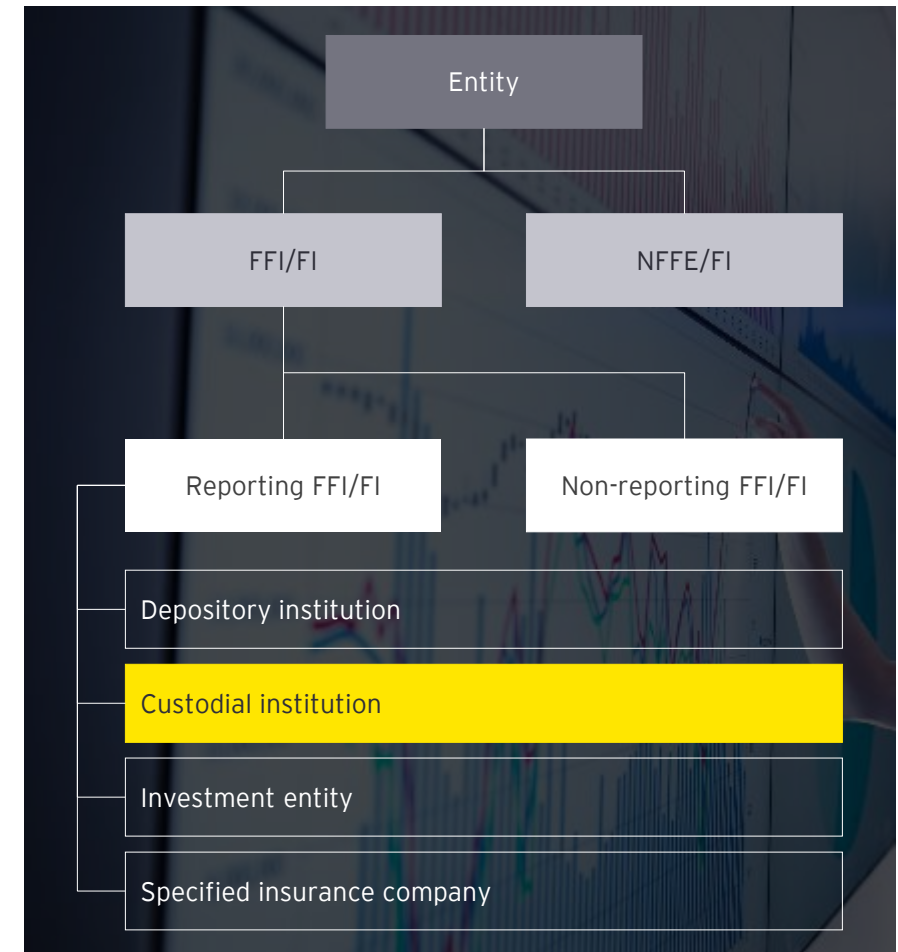 Entity
FFI/FI
NFFE/FI
Reporting FFI/FI
Non-reporting FFI/FI
Depository institution
Custodial institution
Investment entity
Specified insurance company